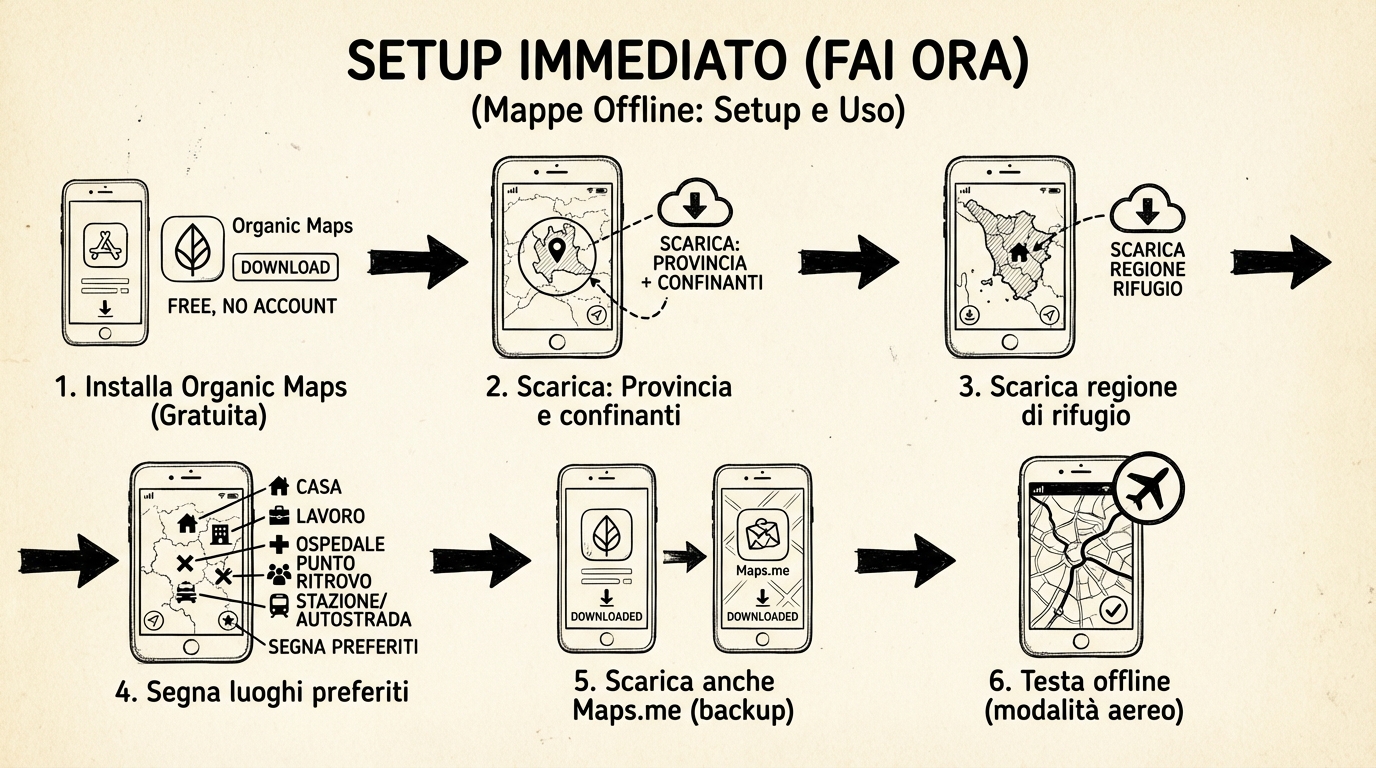 SETUP IMMEDIATO (FAI ORA)
(Mappe Offline: Setup e Uso)
Organic Maps
DOWNLOAD
FREE, NO ACCOUNT
1. Installa Organic Maps
(Gratuita)
SCARICA:
PROVINCIA
+ CONFINANTI
2. Scarica: Provincia
e confinanti
SCARICA
REGIONE
RIFUGIO
3. Scarica regione
di rifugio
CASA
LAVORO
OSPEDALE
PUNTO
RITROVO
STAZIONE/
AUTOSTRADA
SEGNA PREFERITI
4. Segna luoghi preferiti
DOWNLOADED
Maps.me
DOWNLOADED
5. Scarica anche
Maps.me (backup)
6. Testa offline
(modalità aereo)